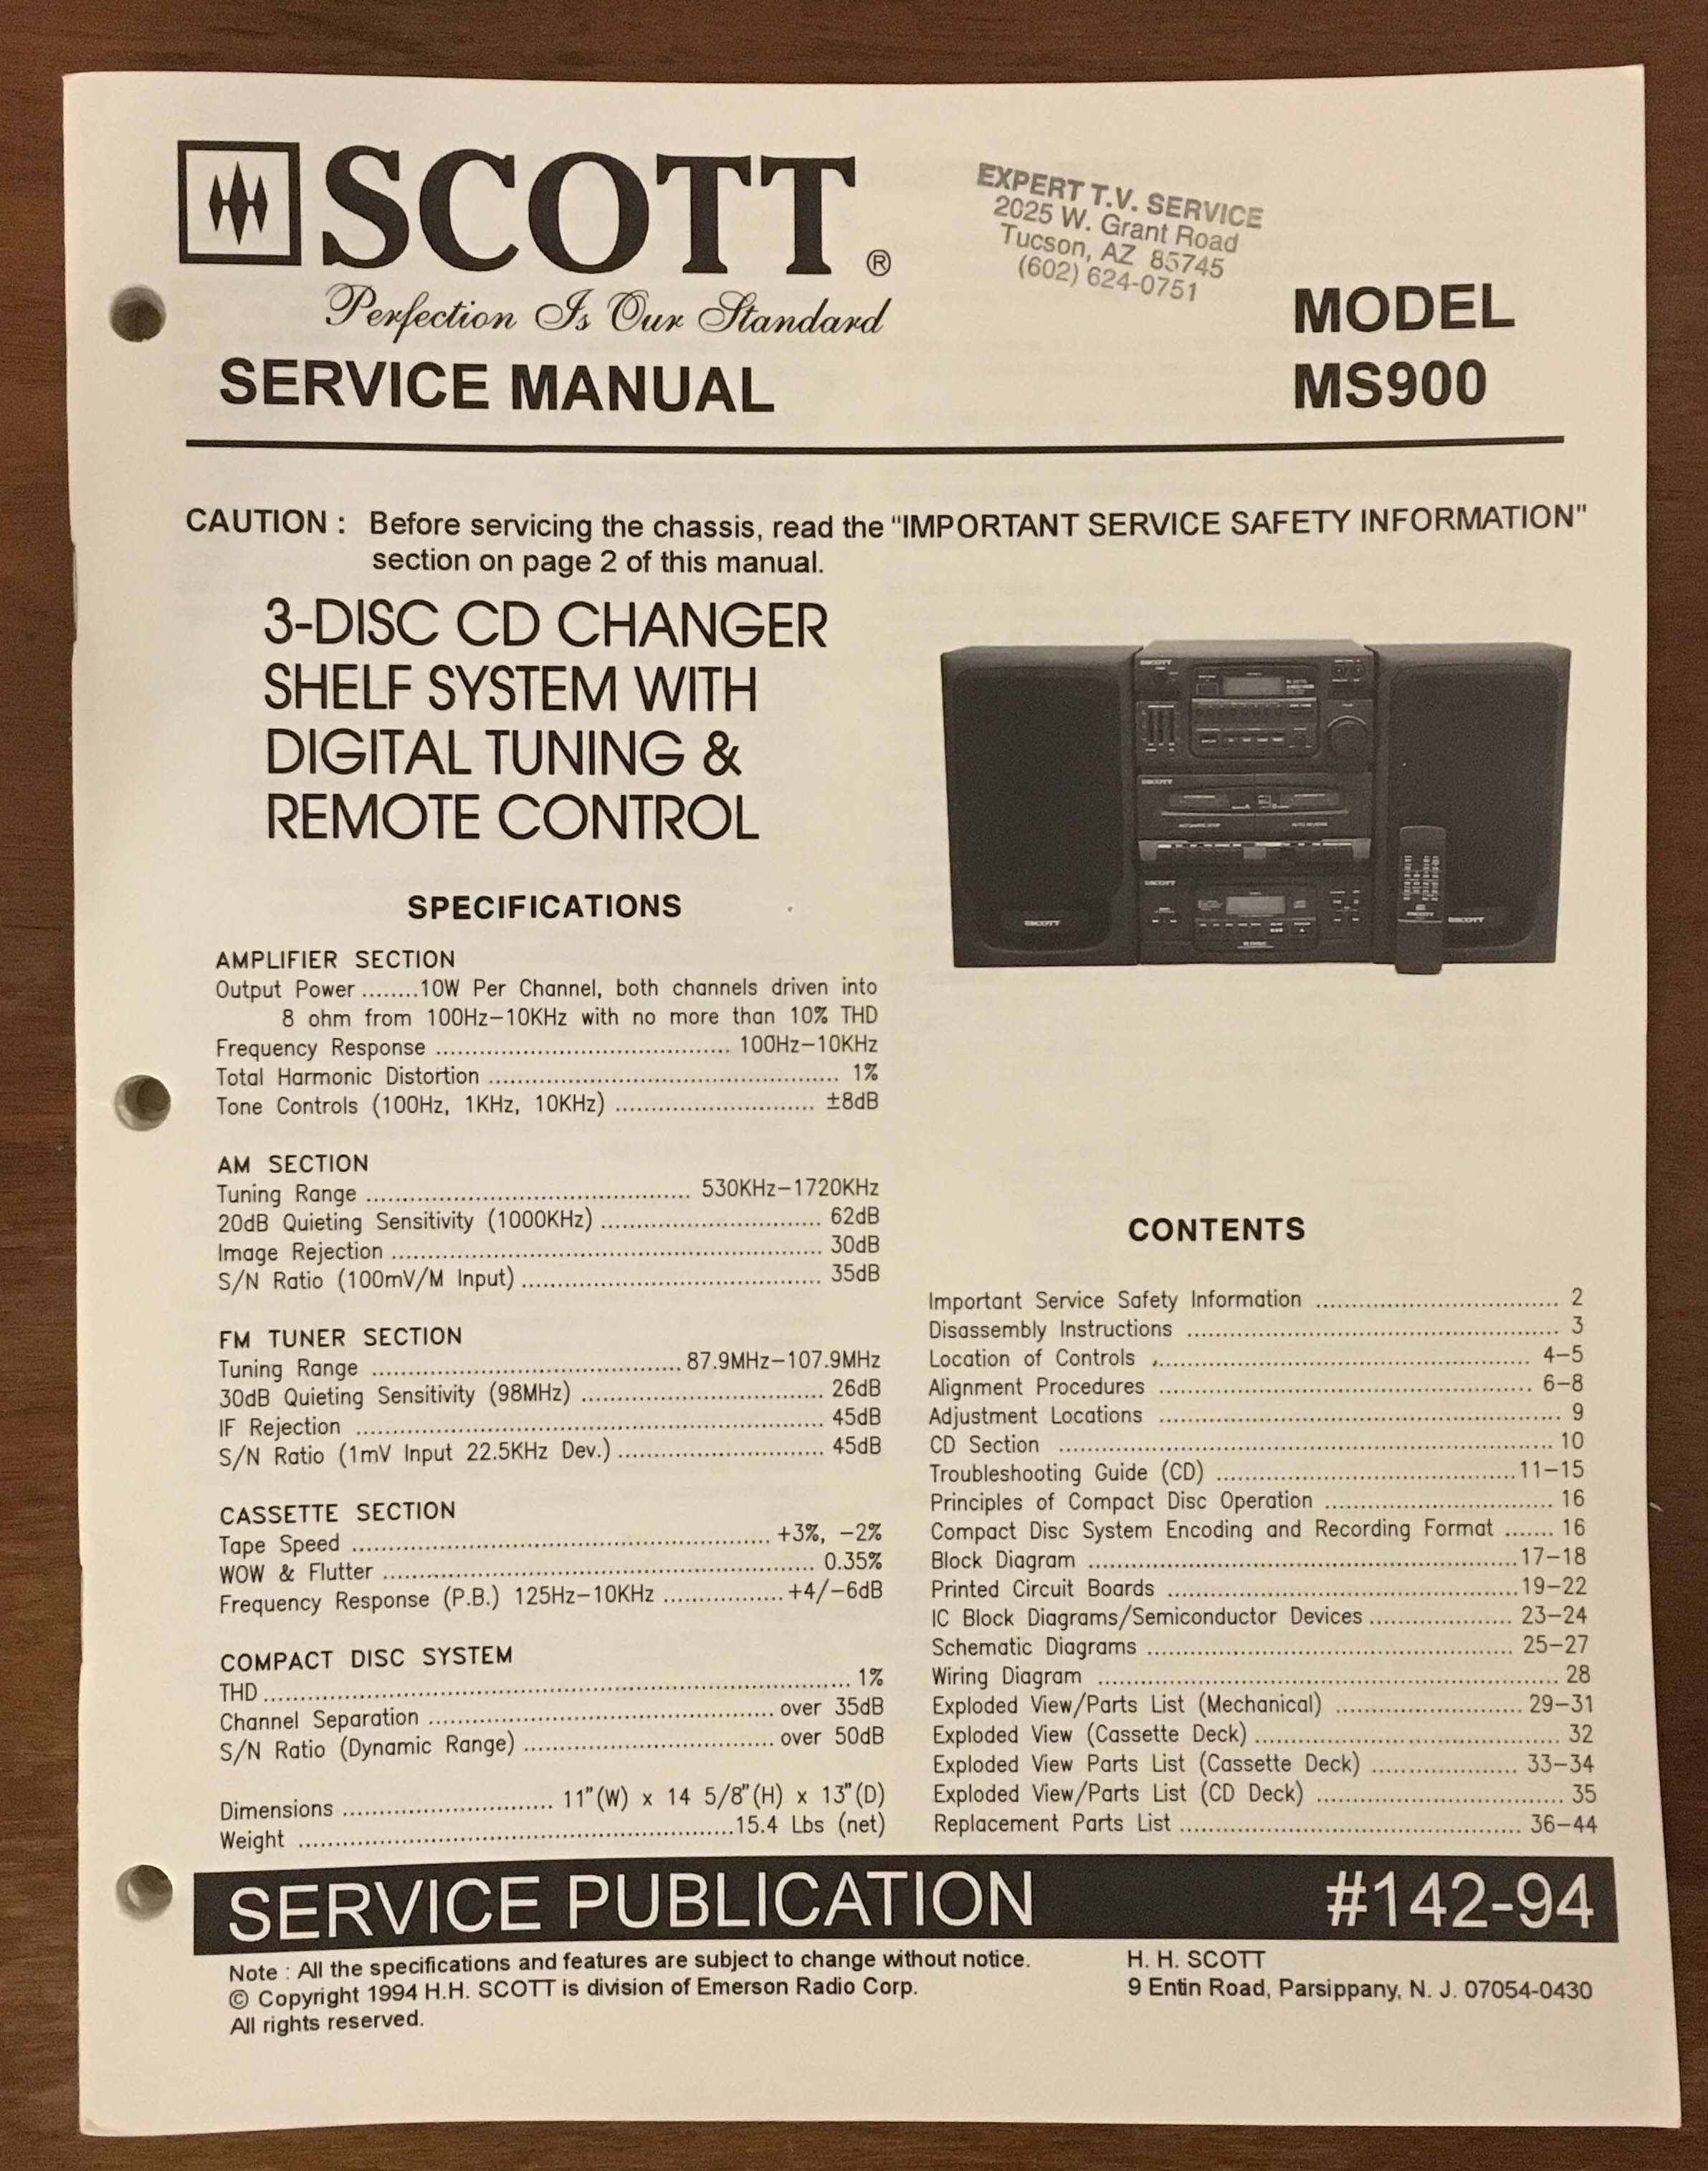 SCOTT®
Perfection Is Our Standard
SERVICE MANUAL
EXPERT T.V. SERVICE
2025 W. Grant Road
Tucson, AZ 85745
(602) 624-0751
MODEL
MS900
CAUTION : Before servicing the chassis, read the "IMPORTANT SERVICE SAFETY INFORMATION"
section on page 2 of this manual.
3-DISC CD CHANGER
SHELF SYSTEM WITH
DIGITAL TUNING &
REMOTE CONTROL
SCOTT
SCOTT
SCOTT
SCOTT
SCOTT
SCOTT
SPECIFICATIONS
AMPLIFIER SECTION
Output Power ........10W Per Channel, both channels driven into
8 ohm from 100Hz-10KHz with no more than 10% THD
Frequency Response ........ 100Hz-10KHz
Total Harmonic Distortion ........ 1%
Tone Controls (100Hz, 1KHz, 10KHz) ........ ±8dB
AM SECTION
Tuning Range ........ 530KHz-1720KHz
20dB Quieting Sensitivity (1000KHz) ........ 62dB
Image Rejection ........ 30dB
S/N Ratio (100mV/M Input) ........ 35dB
FM TUNER SECTION
Tuning Range ........ 87.9MHz-107.9MHz
30dB Quieting Sensitivity (98MHz) ........ 26dB
IF Rejection ........ 45dB
S/N Ratio (1mV Input 22.5KHz Dev.) ........ 45dB
CASSETTE SECTION
Tape Speed ........ +3%, -2%
WOW & Flutter ........ 0.35%
Frequency Response (P.B.) 125Hz-10KHz ........ +4/-6dB
COMPACT DISC SYSTEM
THD ........ 1%
Channel Separation ........ over 35dB
S/N Ratio (Dynamic Range) ........ over 50dB
Dimensions ........ 11"(W) x 14 5/8"(H) x 13"(D)
Weight ........ 15.4 Lbs (net)
CONTENTS
Important Service Safety Information ........ 2
Disassembly Instructions ........ 3
Location of Controls ........ 4-5
Alignment Procedures ........ 6-8
Adjustment Locations ........ 9
CD Section ........ 10
Troubleshooting Guide (CD) ........ 11-15
Principles of Compact Disc Operation ........ 16
Compact Disc System Encoding and Recording Format ....... 16
Block Diagram ........ 17-18
Printed Circuit Boards ........ 19-22
IC Block Diagrams/Semiconductor Devices ........ 23-24
Schematic Diagrams ........ 25-27
Wiring Diagram ........ 28
Exploded View/Parts List (Mechanical) ........ 29-31
Exploded View (Cassette Deck) ........ 32
Exploded View Parts List (Cassette Deck) ........ 33-34
Exploded View/Parts List (CD Deck) ........ 35
Replacement Parts List ........ 36-44
SERVICE PUBLICATION #142-94
Note : All the specifications and features are subject to change without notice.
© Copyright 1994 H.H. SCOTT is division of Emerson Radio Corp.
All rights reserved.
H. H. SCOTT
9 Entin Road, Parsippany, N. J. 07054-0430